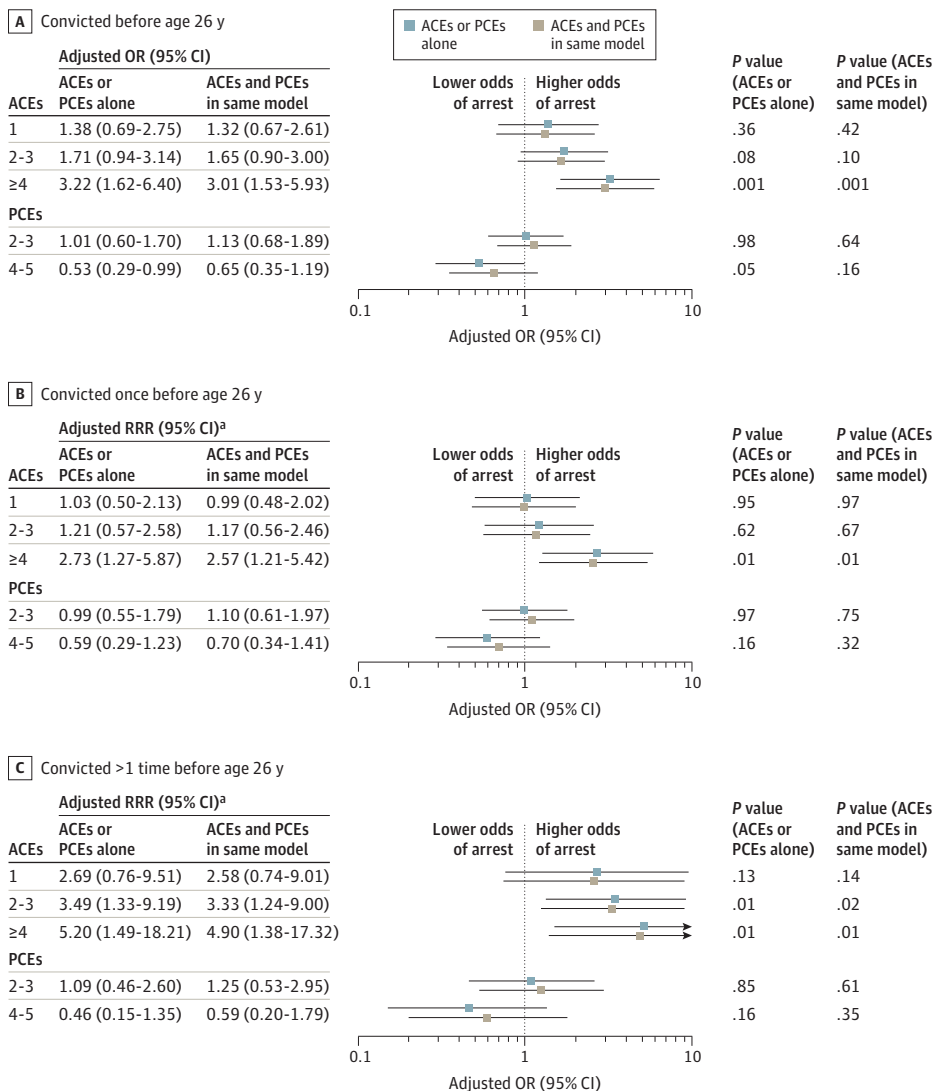 A Convicted before age 26 y
ACEs or PCEs alone
ACEs and PCEs in same model
Adjusted OR (95% CI)
ACEs ACEs or PCEs alone ACEs and PCEs in same model Lower odds of arrest Higher odds of arrest P value (ACEs or PCEs alone) P value (ACEs and PCEs in same model)
1 1.38 (0.69-2.75) 1.32 (0.67-2.61) .36 .42
2-3 1.71 (0.94-3.14) 1.65 (0.90-3.00) .08 .10
≥4 3.22 (1.62-6.40) 3.01 (1.53-5.93) .001 .001
PCEs
2-3 1.01 (0.60-1.70) 1.13 (0.68-1.89) .98 .64
4-5 0.53 (0.29-0.99) 0.65 (0.35-1.19) .05 .16
0.1 1 10
Adjusted OR (95% CI)
B Convicted once before age 26 y
Adjusted RRR (95% CI)a
ACEs ACEs or PCEs alone ACEs and PCEs in same model Lower odds of arrest Higher odds of arrest P value (ACEs or PCEs alone) P value (ACEs and PCEs in same model)
1 1.03 (0.50-2.13) 0.99 (0.48-2.02) .95 .97
2-3 1.21 (0.57-2.58) 1.17 (0.56-2.46) .62 .67
≥4 2.73 (1.27-5.87) 2.57 (1.21-5.42) .01 .01
PCEs
2-3 0.99 (0.55-1.79) 1.10 (0.61-1.97) .97 .75
4-5 0.59 (0.29-1.23) 0.70 (0.34-1.41) .16 .32
0.1 1 10
Adjusted OR (95% CI)
C Convicted >1 time before age 26 y
Adjusted RRR (95% CI)a
ACEs ACEs or PCEs alone ACEs and PCEs in same model Lower odds of arrest Higher odds of arrest P value (ACEs or PCEs alone) P value (ACEs and PCEs in same model)
1 2.69 (0.76-9.51) 2.58 (0.74-9.01) .13 .14
2-3 3.49 (1.33-9.19) 3.33 (1.24-9.00) .01 .02
≥4 5.20 (1.49-18.21) 4.90 (1.38-17.32) .01 .01
PCEs
2-3 1.09 (0.46-2.60) 1.25 (0.53-2.95) .85 .61
4-5 0.46 (0.15-1.35) 0.59 (0.20-1.79) .16 .35
0.1 1 10
Adjusted OR (95% CI)